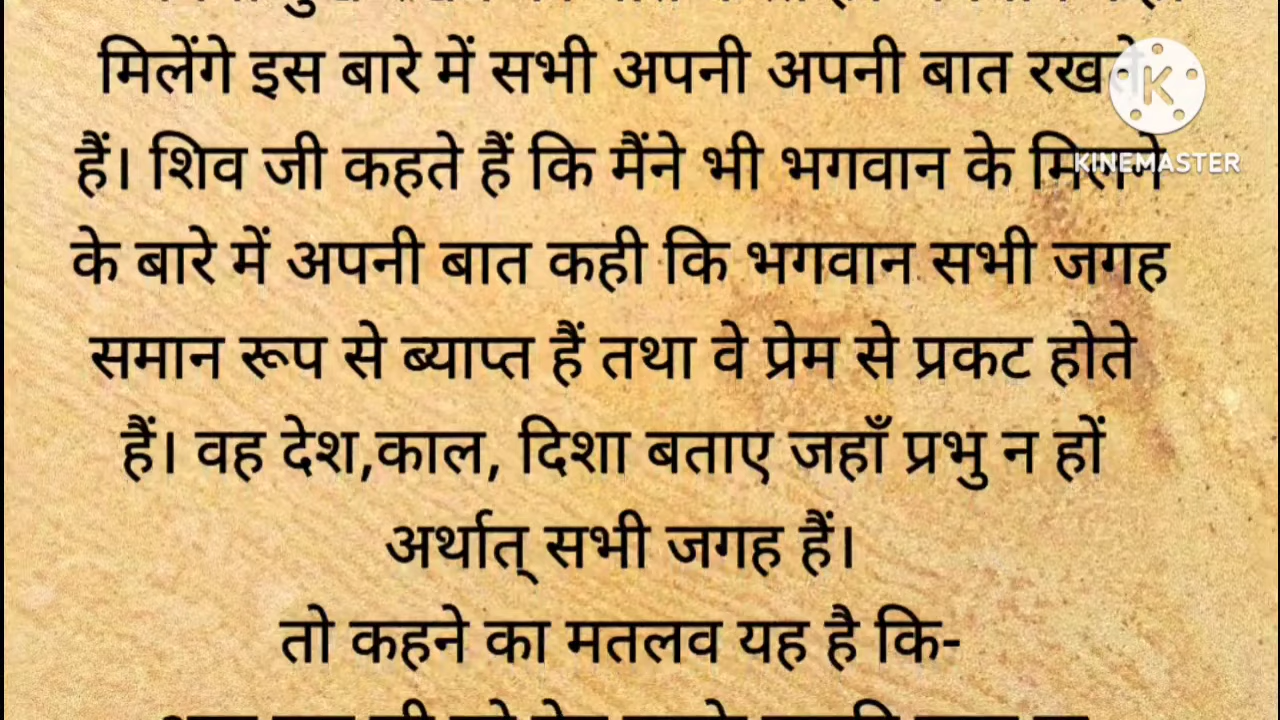 मिलेंगे इस बारे में सभी अपनी अपनी बात रखते
हैं। शिव जी कहते हैं कि मैंने भी भगवान के मिलने
के बारे में अपनी बात कही कि भगवान सभी जगह
समान रूप से ब्याप्त हैं तथा वे प्रेम से प्रकट होते
हैं। वह देश,काल, दिशा बताए जहाँ प्रभु न हों
अर्थात् सभी जगह हैं।
तो कहने का मतलव यह है कि-
K
KINEMASTER